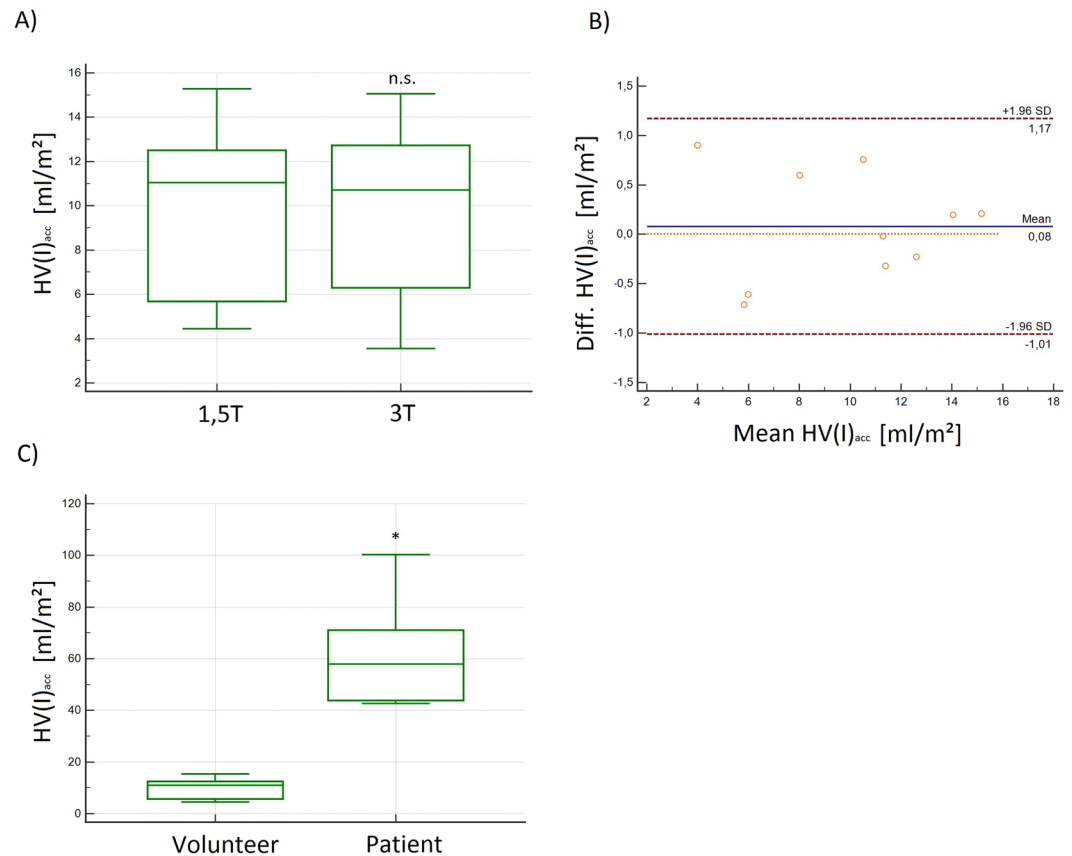 A)
HV(I)acc [ml/m²]
16
14
12
10
8
6
4
2
n.s.
1,5T
3T
B)
Diff. HV(I)acc [ml/m²]
1,5
1,0
0,5
0,0
-0,5
-1,0
-1,5
+1.96 SD
1,17
Mean
0,08
-1.96 SD
-1,01
2 4 6 8 10 12 14 16 18
Mean HV(I)acc [ml/m²]
C)
HV(I)acc [ml/m²]
120
100
80
60
40
20
0
*
Volunteer
Patient